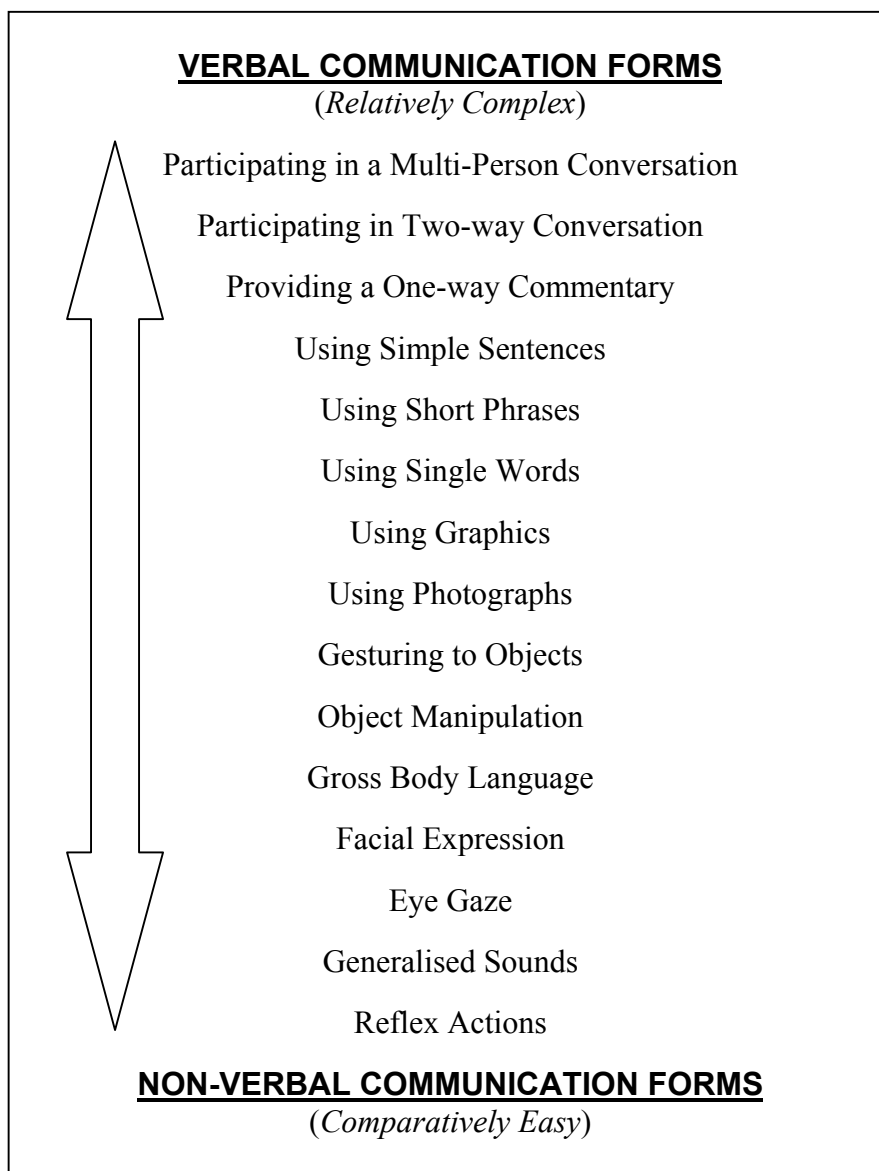 VERBAL COMMUNICATION FORMS
(Relatively Complex)
Participating in a Multi-Person Conversation
Participating in Two-way Conversation
Providing a One-way Commentary
Using Simple Sentences
Using Short Phrases
Using Single Words
Using Graphics
Using Photographs
Gesturing to Objects
Object Manipulation
Gross Body Language
Facial Expression
Eye Gaze
Generalised Sounds
Reflex Actions
NON-VERBAL COMMUNICATION FORMS
(Comparatively Easy)